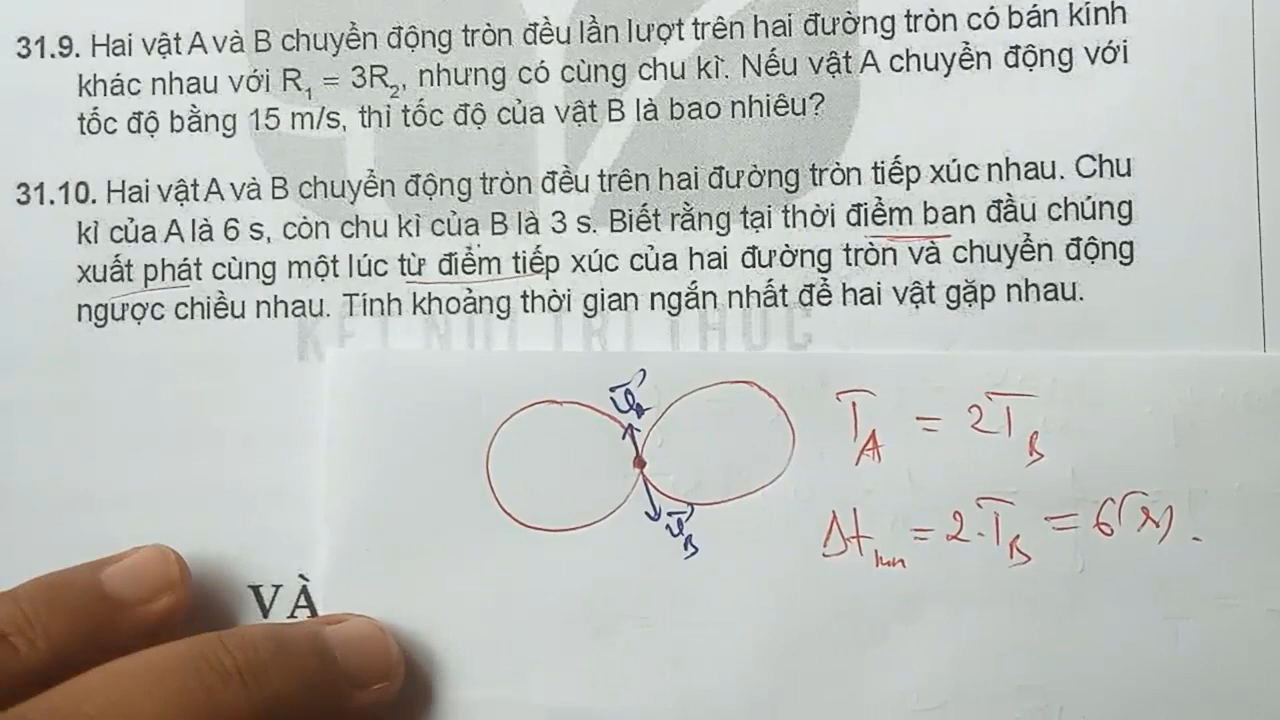 31.9. Hai vật A và B chuyển động tròn đều lần lượt trên hai đường tròn có bán kính
khác nhau với R₁ = 3R₂, nhưng có cùng chu kì. Nếu vật A chuyển động với
tốc độ bằng 15 m/s, thì tốc độ của vật B là bao nhiêu?
31.10. Hai vật A và B chuyển động tròn đều trên hai đường tròn tiếp xúc nhau. Chu
kì của A là 6 s, còn chu kì của B là 3 s. Biết rằng tại thời điểm ban đầu chúng
xuất phát cùng một lúc từ điểm tiếp xúc của hai đường tròn và chuyển động
ngược chiều nhau. Tính khoảng thời gian ngắn nhất để hai vật gặp nhau.
KẾT NỐI TRI THỨC
T_A = 2T_B
Δt_min = 2.T_B = 6(s).
v_A
v_B
VÀ